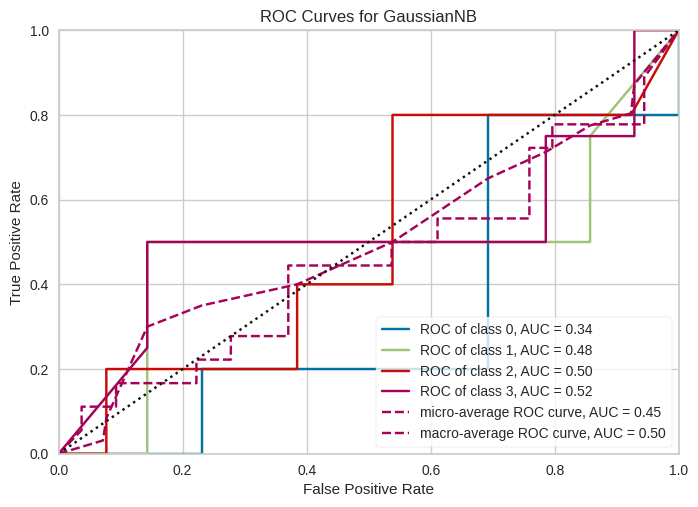 ROC Curves for GaussianNB
1.0
0.8
0.6
0.4
0.2
0.0
True Positive Rate
ROC of class 0, AUC = 0.34
ROC of class 1, AUC = 0.48
ROC of class 2, AUC = 0.50
ROC of class 3, AUC = 0.52
micro-average ROC curve, AUC = 0.45
macro-average ROC curve, AUC = 0.50
0.0 0.2 0.4 0.6 0.8 1.0
False Positive Rate